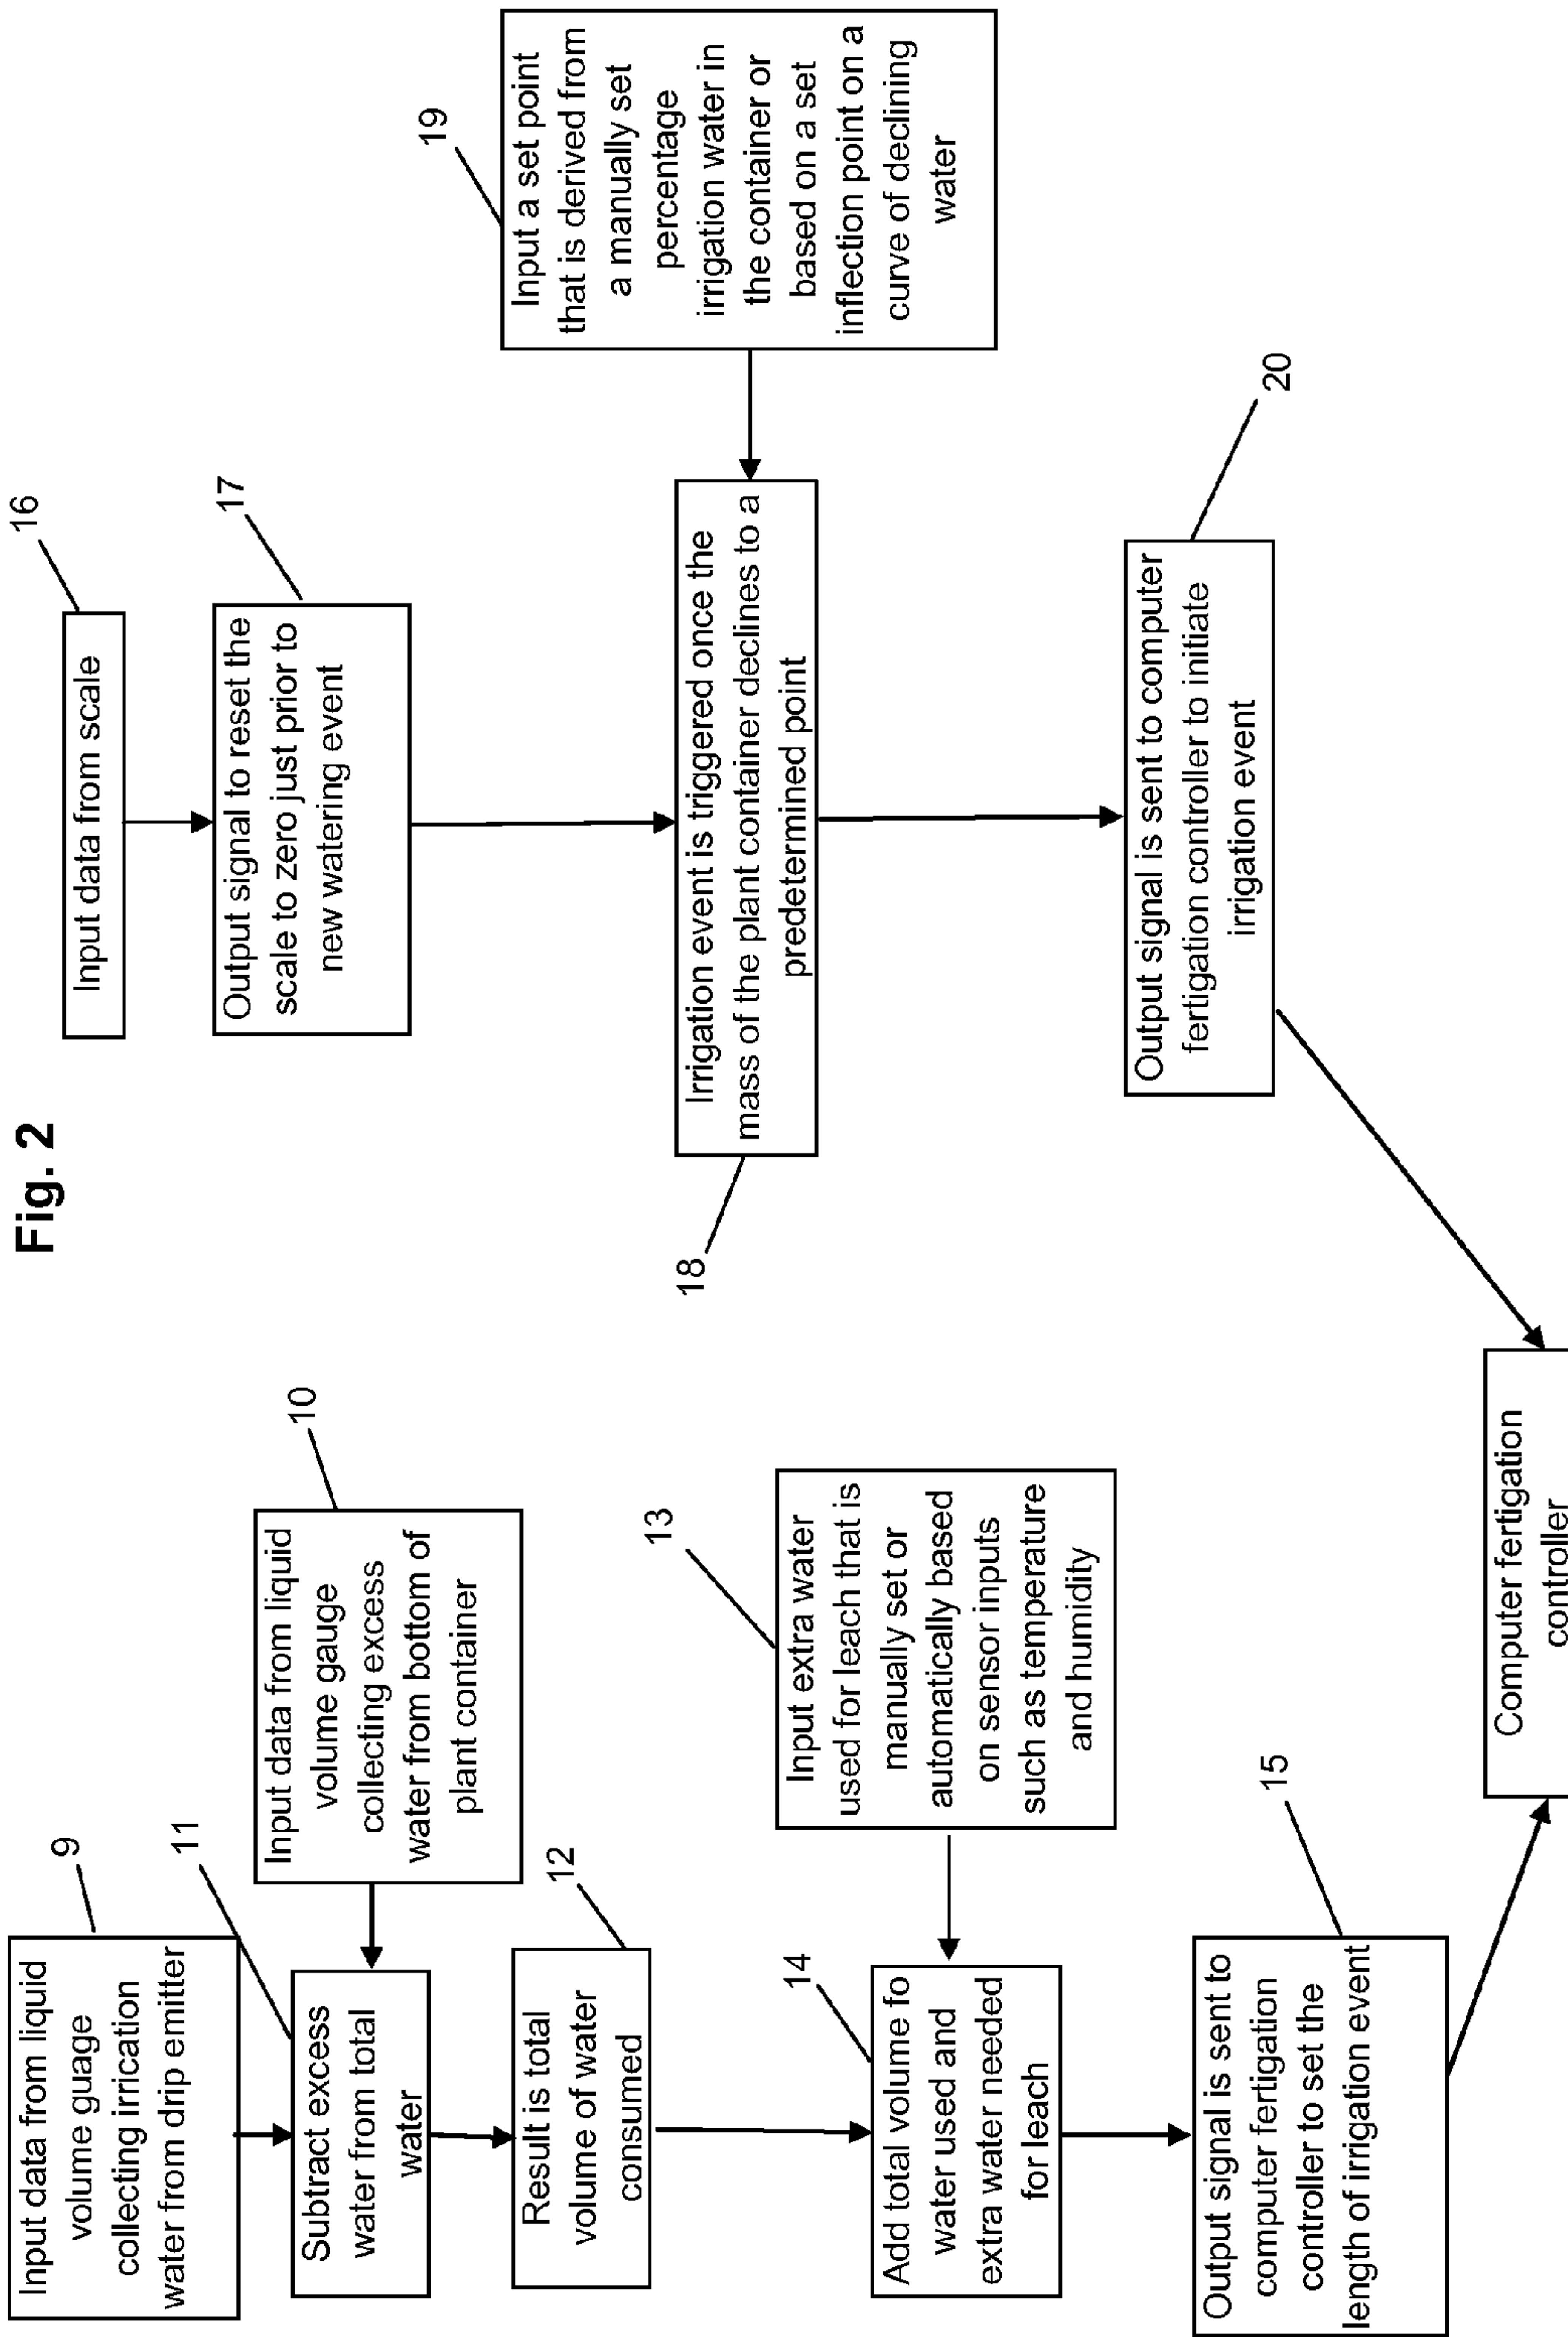 Fig. 2
9
Input data from liquid
volume guage
collecting irrication
water from drip emitter
10
Input data from liquid
volume gauge
collecting excess
water from bottom of
plant container
11
Subtract excess
water from total
water
12
Result is total
volume of water
consumed
13
Input extra water
used for leach that is
manually set or
automatically based
on sensor inputs
such as temperature
and humidity
14
Add total volume fo
water used and
extra water needed
for leach
15
Output signal is sent to
computer fertigation
controller to set the
length of irrigation event
16
Input data from scale
17
Output signal to reset the
scale to zero just prior to
new watering event
18
Irrigation event is triggered once the
mass of the plant container declines to a
predetermined point
19
Input a set point
that is derived from
a manually set
percentage
irrigation water in
the container or
based on a set
inflection point on a
curve of declining
water
20
Output signal is sent to computer
fertigation controller to initiate
irrigation event
Computer fertigation
controller